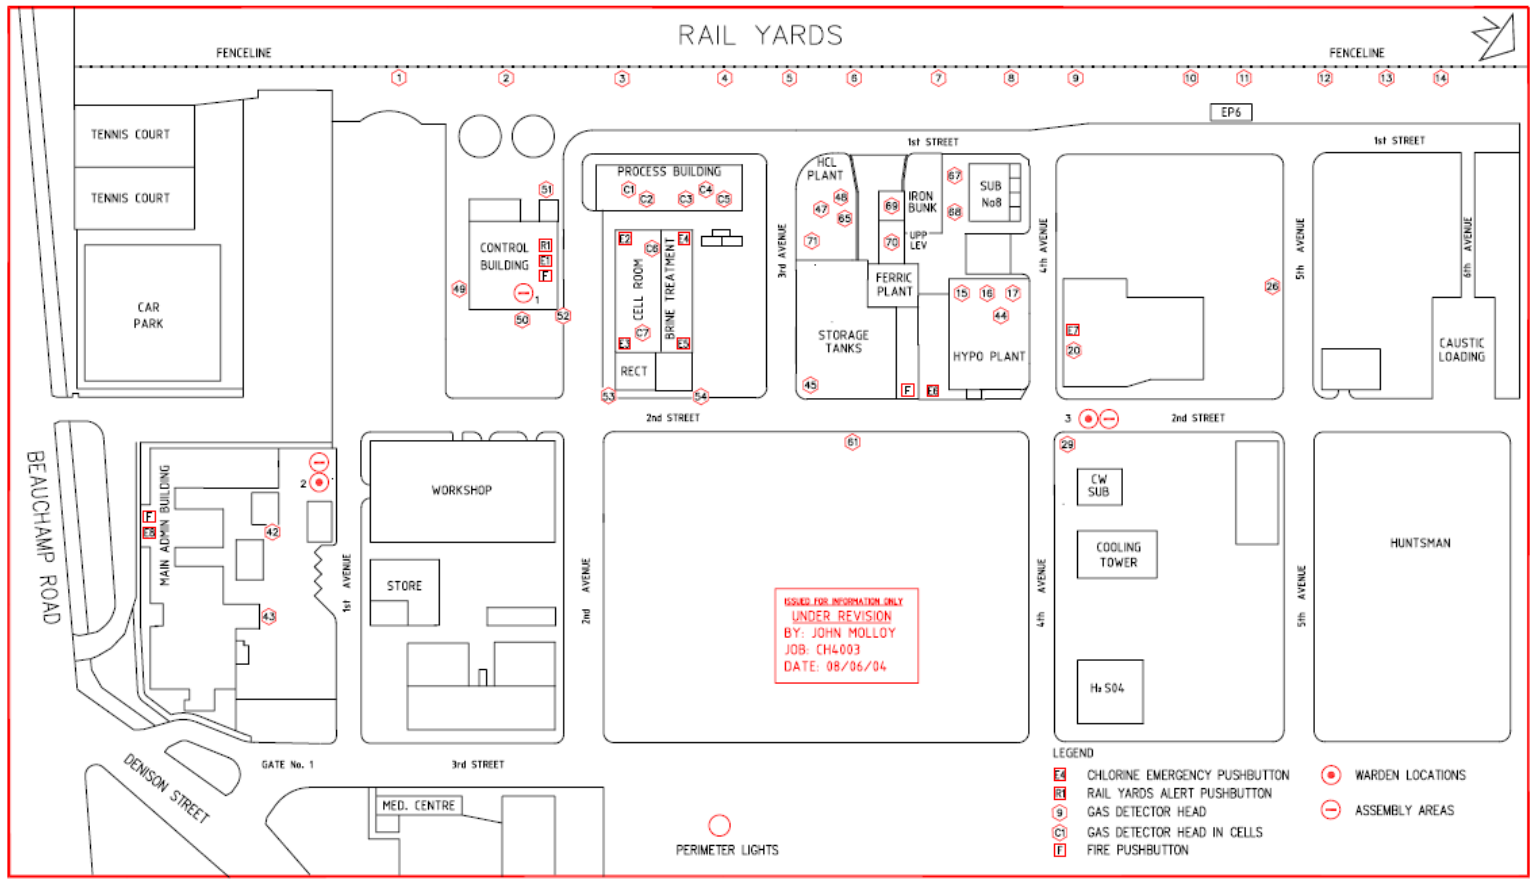 RAIL YARDS
FENCELINE
FENCELINE
1
2
3
4
5
6
7
8
9
10
11
12
13
14
EP6
1st STREET
1st STREET
TENNIS COURT
TENNIS COURT
CAR
PARK
51
CONTROL
BUILDING
R1
E1
F
1
49
50
52
PROCESS BUILDING
C1
C2
C3
C4
C5
E2
C6
E4
CELL ROOM
BRINE TREATMENT
C7
E3
E5
RECT
53
54
3rd AVENUE
HCL
PLANT
48
47
65
71
69
70
IRON
BUNK
UPP
LEV
67
68
SUB
No8
FERRIC
PLANT
STORAGE
TANKS
45
15
16
17
44
HYPO PLANT
F
E6
4th AVENUE
E7
20
26
5th AVENUE
6th AVENUE
CAUSTIC
LOADING
2nd STREET
3
2nd STREET
BEAUCHAMP ROAD
MAIN ADMIN BUILDING
F
E8
2
42
43
1st AVENUE
WORKSHOP
STORE
2nd AVENUE
61
29
CW
SUB
COOLING
TOWER
H2 SO4
4th AVENUE
5th AVENUE
HUNTSMAN
ISSUED FOR INFORMATION ONLY
UNDER REVISION
BY: JOHN MOLLOY
JOB: CH4003
DATE: 08/06/04
DENISON STREET
GATE No. 1
3rd STREET
MED. CENTRE
PERIMETER LIGHTS
LEGEND
E4 CHLORINE EMERGENCY PUSHBUTTON
R1 RAIL YARDS ALERT PUSHBUTTON
9 GAS DETECTOR HEAD
C1 GAS DETECTOR HEAD IN CELLS
F FIRE PUSHBUTTON
WARDEN LOCATIONS
ASSEMBLY AREAS